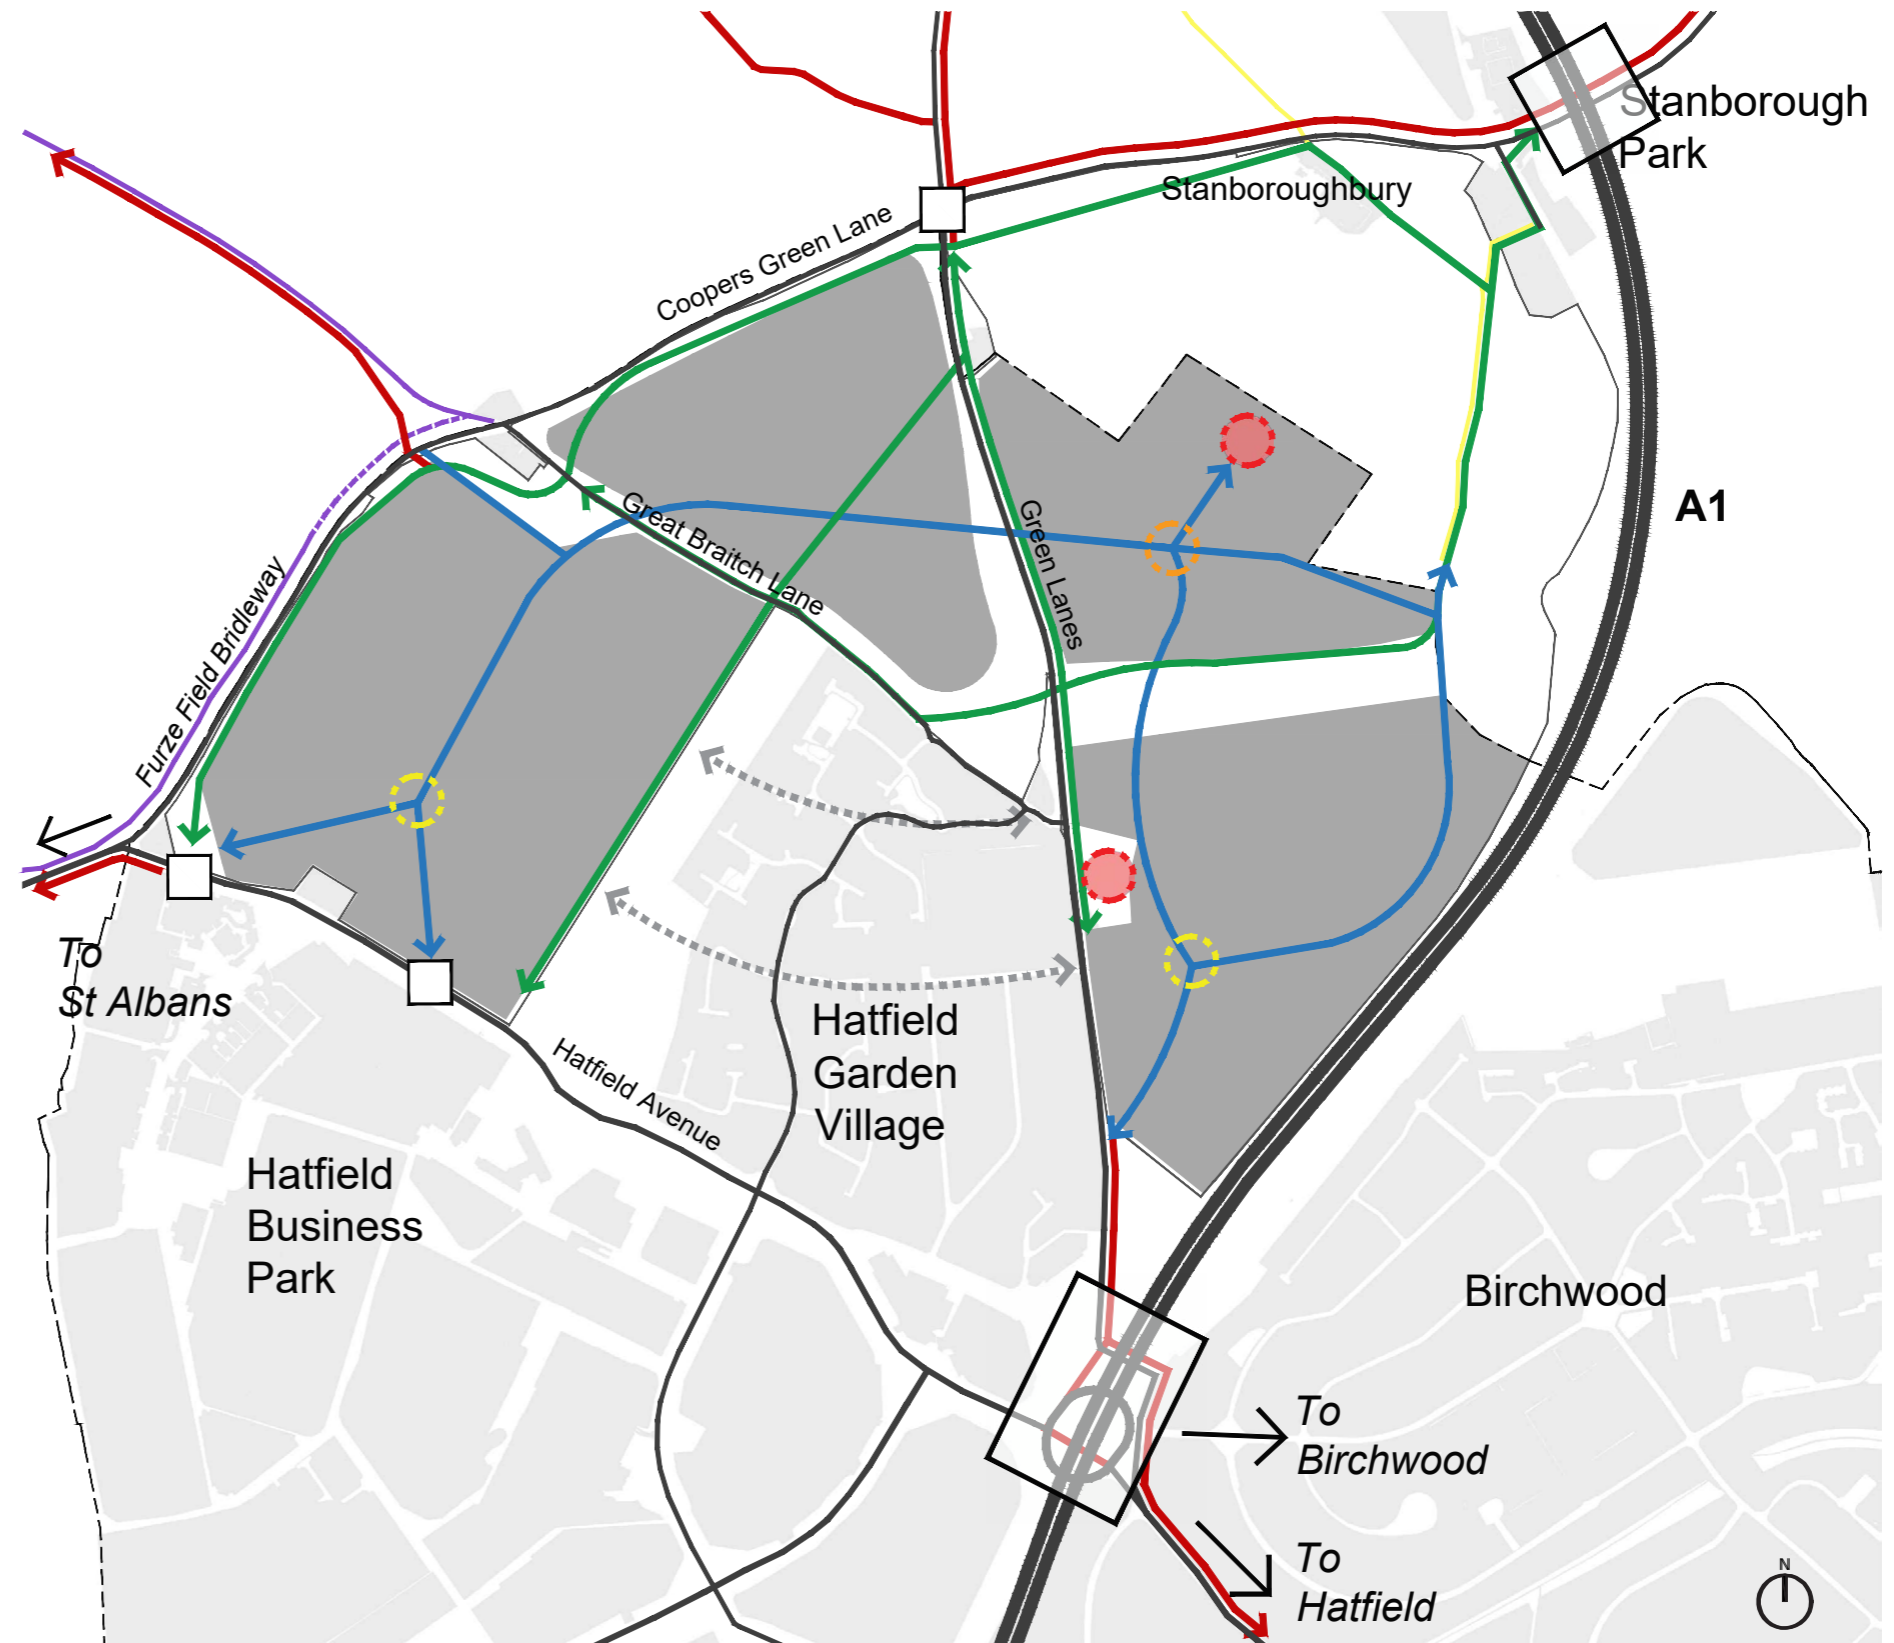 Stanborough
Park
Stanboroughbury
Coopers Green Lane
A1
Great Braitch Lane
Green Lanes
Furze Field Bridleway
To
St Albans
Hatfield
Garden
Village
Hatfield Avenue
Hatfield
Business
Park
Birchwood
To
Birchwood
To
Hatfield
N